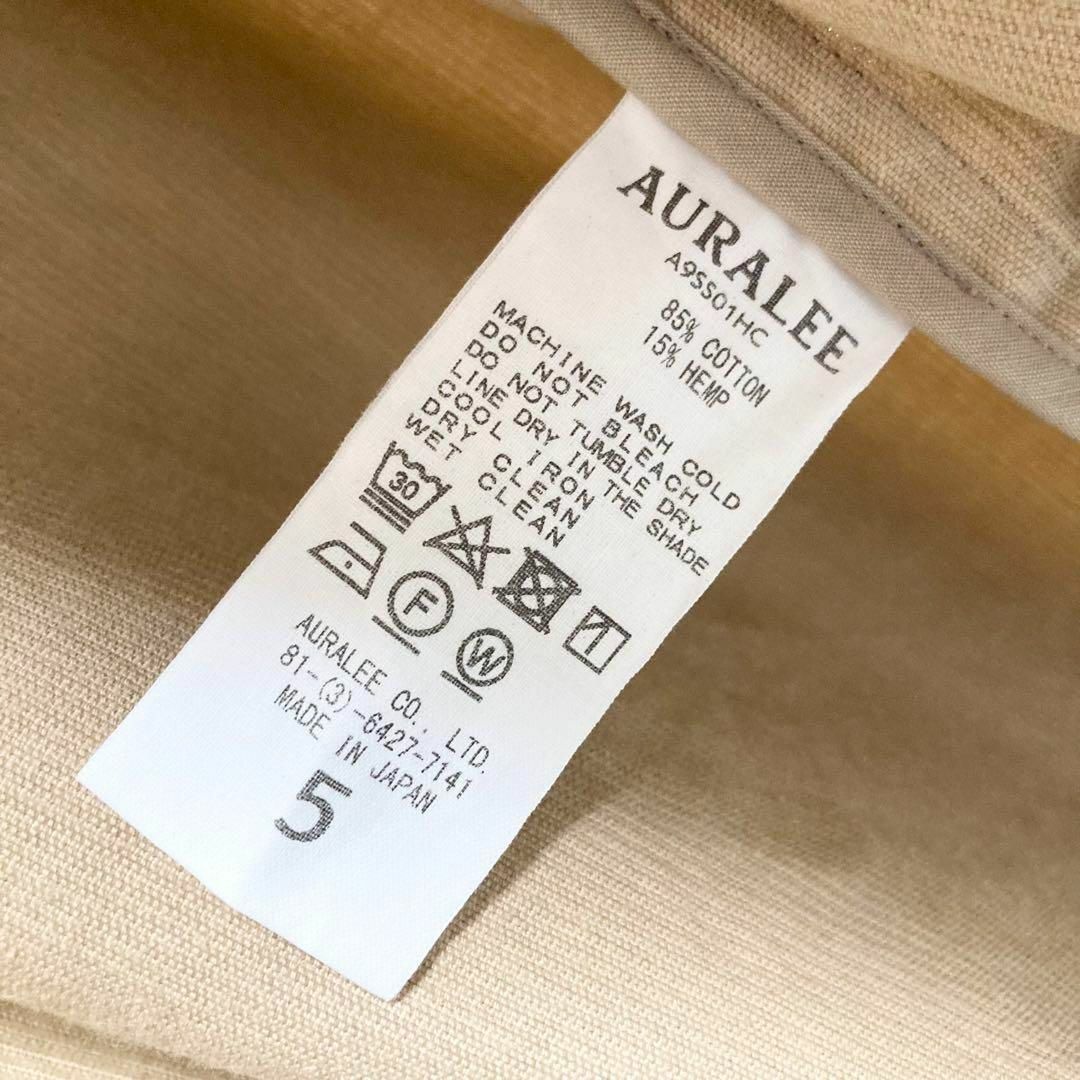 AURALEE
A9SS01HC
85% COTTON
15% HEMP
MACHINE WASH COLD
DO NOT BLEACH
DO NOT TUMBLE DRY
LINE DRY IN THE SHADE
COOL IRON
DRY CLEAN
WET CLEAN
30
F
W
AURALEE CO., LTD.
81-(3)-6427-7141
MADE IN JAPAN
5